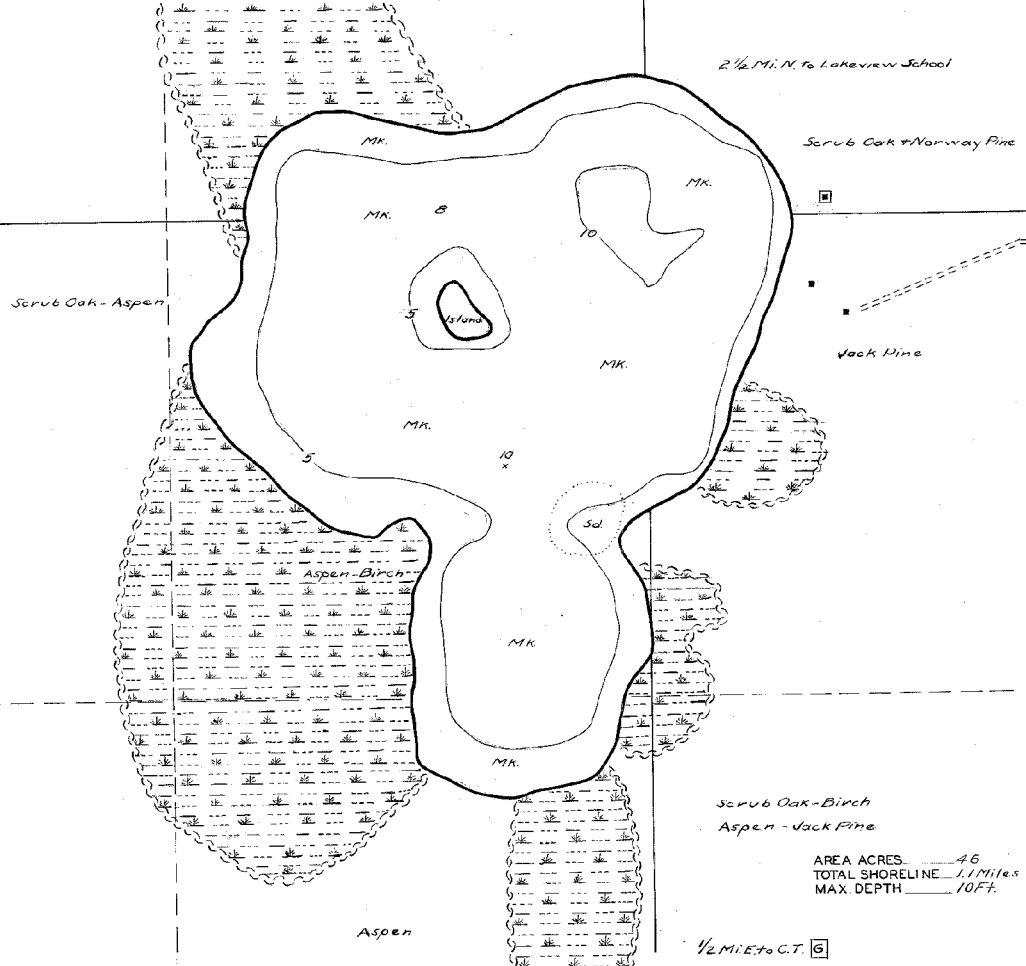 2 1/2 Mi. N. to Lakeview School
Scrub Oak + Norway Pine
MK.
MK.
MK. 8
10
Scrub Oak - Aspen
5 Island
Jack Pine
MK.
MK.
5 10
x
Sd.
Aspen-Birch
MK
MK.
Scrub Oak-Birch
Aspen - Jack Pine
AREA ACRES 46
TOTAL SHORELINE 1.1 Miles
MAX. DEPTH 10 Ft.
Aspen
1/2 Mi. E. to C.T. G